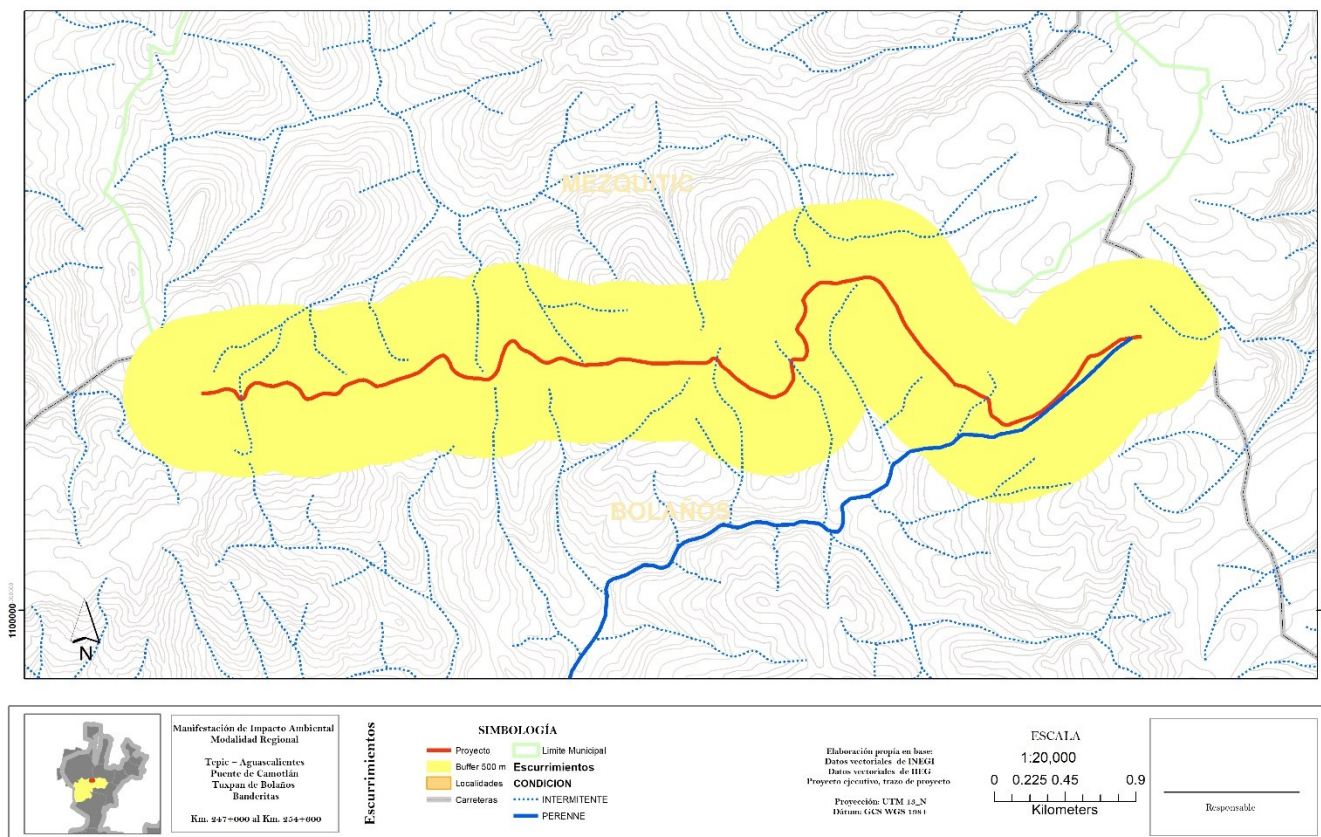 MEZQUITIC
BOLAÑOS
1100000
N
Manifestación de Impacto Ambiental
Modalidad Regional
Tepic – Aguascalientes
Puente de Camotlán
Tuxpan de Bolaños
Banderitas
Km. 247+000 al Km. 254+600
Escurrimientos
SIMBOLOGÍA
Proyecto
Buffer 500 m
Localidades
Carreteras
Limite Municipal
Escurrimientos
CONDICION
INTERMITENTE
PERENNE
Elaboración propia en base:
Datos vectoriales de INEGI
Datos vectoriales de IIEG
Proyecto ejecutivo, trazo de proyecto
Proyección: UTM 13_N
Dátum: GCS WGS 1984
ESCALA
1:20,000
0 0.225 0.45 0.9
Kilometers
Responsable